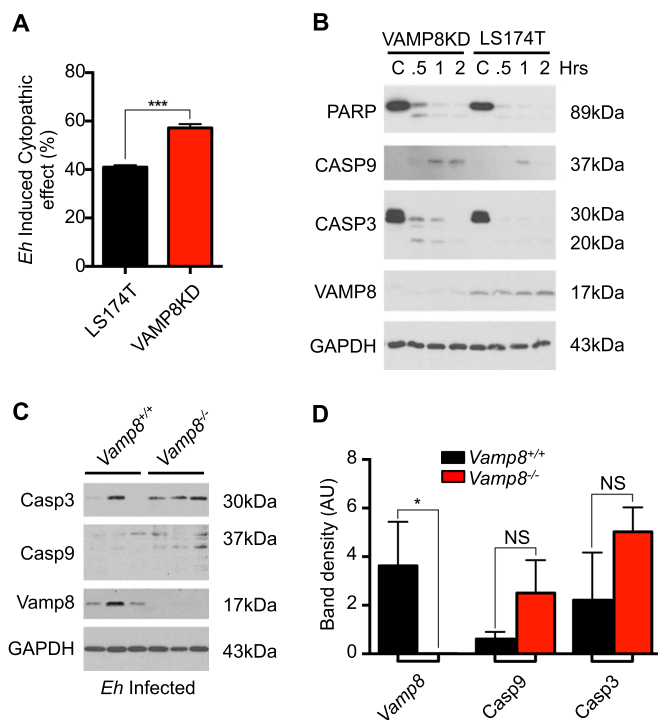 A
Eh Induced Cytopathic
effect (%)
80
60
40
20
0
***
LS174T
VAMP8KD
B
VAMP8KD LS174T
C .5 1 2 C .5 1 2 Hrs
PARP 89kDa
CASP9 37kDa
CASP3 30kDa
20kDa
VAMP8 17kDa
GAPDH 43kDa
C
Vamp8+/+ Vamp8-/-
Casp3 30kDa
Casp9 37kDa
Vamp8 17kDa
GAPDH 43kDa
Eh Infected
D
Vamp8+/+
Vamp8-/-
Band density (AU)
8
6
4
2
0
*
NS
NS
Vamp8
Casp9
Casp3